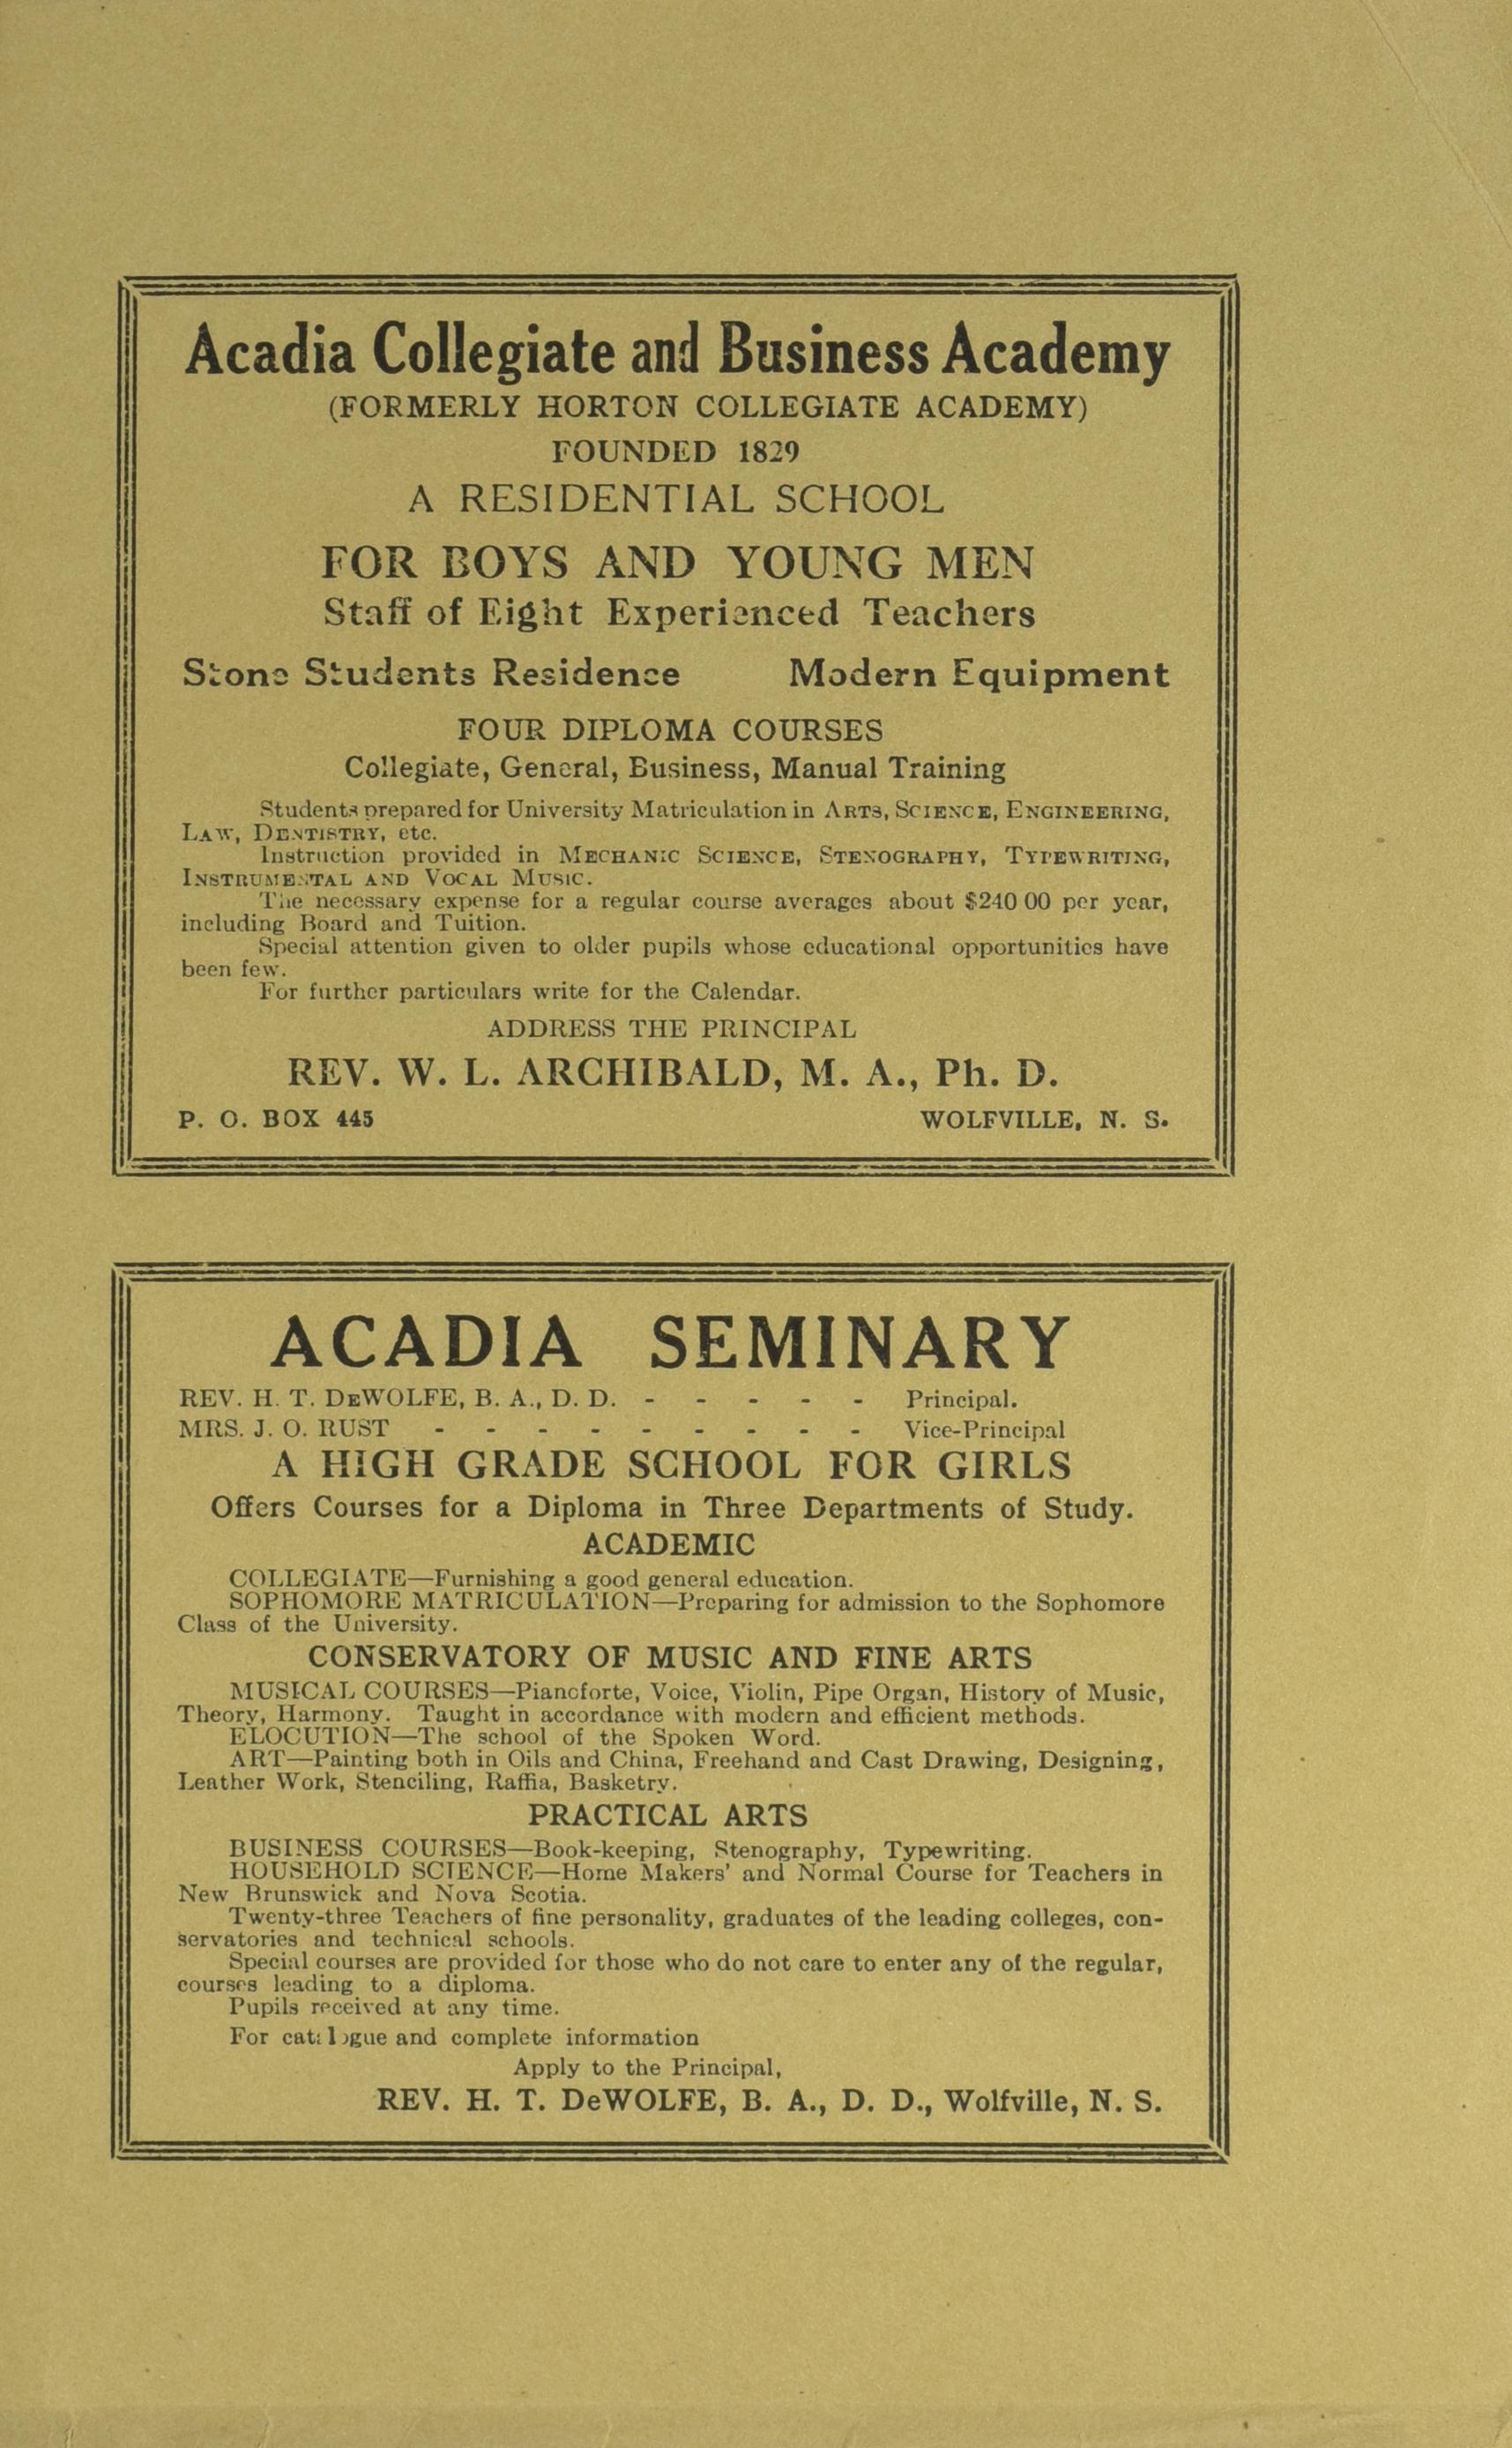 Acadia Collegiate and Business Academy
(FORMERLY HORTON COLLEGIATE ACADEMY)
FOUNDED 1829
A RESIDENTIAL SCHOOL
FOR BOYS AND YOUNG MEN
Staff of Eight Experienced Teachers
Stone Students Residence Modern Equipment
FOUR DIPLOMA COURSES
Collegiate, General, Business, Manual Training
Students prepared for University Matriculation in ARTS, SCIENCE, ENGINEERING,
LAW, DENTISTRY, etc.
Instruction provided in MECHANIC SCIENCE, STENOGRAPHY, TYPEWRITING,
INSTRUMENTAL AND VOCAL MUSIC.
The necessary expense for a regular course averages about $240 00 per year,
including Board and Tuition.
Special attention given to older pupils whose educational opportunities have
been few.
For further particulars write for the Calendar.
ADDRESS THE PRINCIPAL
REV. W. L. ARCHIBALD, M. A., Ph. D.
P. O. BOX 445 WOLFVILLE, N. S.
ACADIA SEMINARY
REV. H. T. DEWOLFE, B. A., D. D. - - - - - Principal.
MRS. J. O. RUST - - - - - - - - - Vice-Principal
A HIGH GRADE SCHOOL FOR GIRLS
Offers Courses for a Diploma in Three Departments of Study.
ACADEMIC
COLLEGIATE—Furnishing a good general education.
SOPHOMORE MATRICULATION—Preparing for admission to the Sophomore
Class of the University.
CONSERVATORY OF MUSIC AND FINE ARTS
MUSICAL COURSES—Pianoforte, Voice, Violin, Pipe Organ, History of Music,
Theory, Harmony. Taught in accordance with modern and efficient methods.
ELOCUTION—The school of the Spoken Word.
ART—Painting both in Oils and China, Freehand and Cast Drawing, Designing,
Leather Work, Stenciling, Raffia, Basketry.
PRACTICAL ARTS
BUSINESS COURSES—Book-keeping, Stenography, Typewriting.
HOUSEHOLD SCIENCE—Home Makers' and Normal Course for Teachers in
New Brunswick and Nova Scotia.
Twenty-three Teachers of fine personality, graduates of the leading colleges, con-
servatories and technical schools.
Special courses are provided for those who do not care to enter any of the regular,
courses leading to a diploma.
Pupils received at any time.
For catalogue and complete information
Apply to the Principal,
REV. H. T. DeWOLFE, B. A., D. D., Wolfville, N. S.